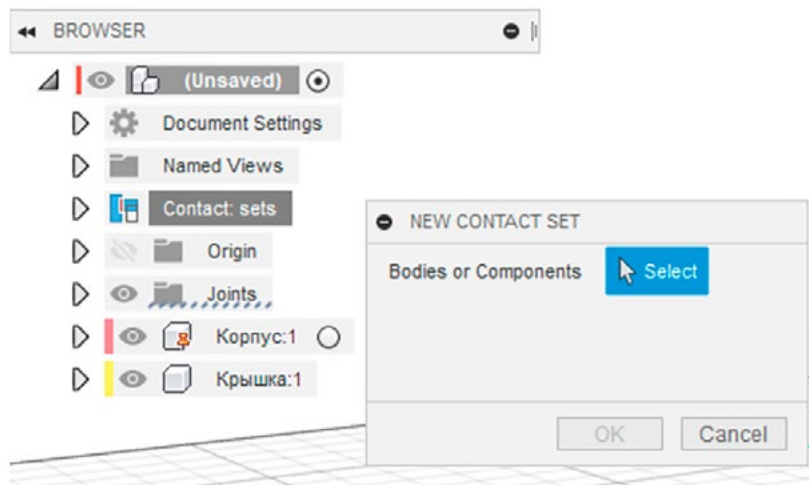 BROWSER
(Unsaved)
Document Settings
Named Views
Contact: sets
Origin
Joints
Корпус:1
Крышка:1
NEW CONTACT SET
Bodies or Components
Select
OK
Cancel